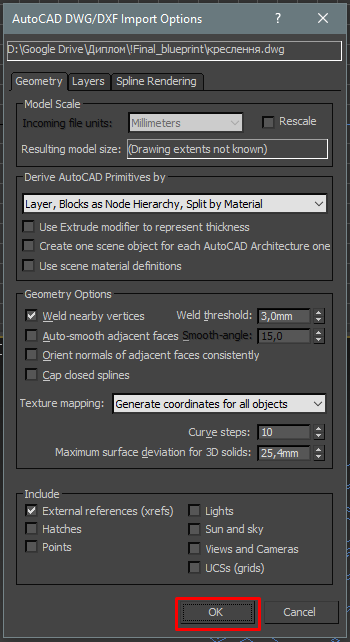 AutoCAD DWG/DXF Import Options
D:\Google Drive\Диплом\!Final_blueprint\креслення.dwg
Geometry Layers Spline Rendering
Model Scale
Incoming file units: Millimeters Rescale
Resulting model size: (Drawing extents not known)
Derive AutoCAD Primitives by
Layer, Blocks as Node Hierarchy, Split by Material
Use Extrude modifier to represent thickness
Create one scene object for each AutoCAD Architecture one
Use scene material definitions
Geometry Options
Weld nearby vertices Weld threshold: 3,0mm
Auto-smooth adjacent faces Smooth-angle: 15,0
Orient normals of adjacent faces consistently
Cap closed splines
Texture mapping: Generate coordinates for all objects
Curve steps: 10
Maximum surface deviation for 3D solids: 25,4mm
Include
External references (xrefs) Lights
Hatches Sun and sky
Points Views and Cameras
UCSs (grids)
OK Cancel